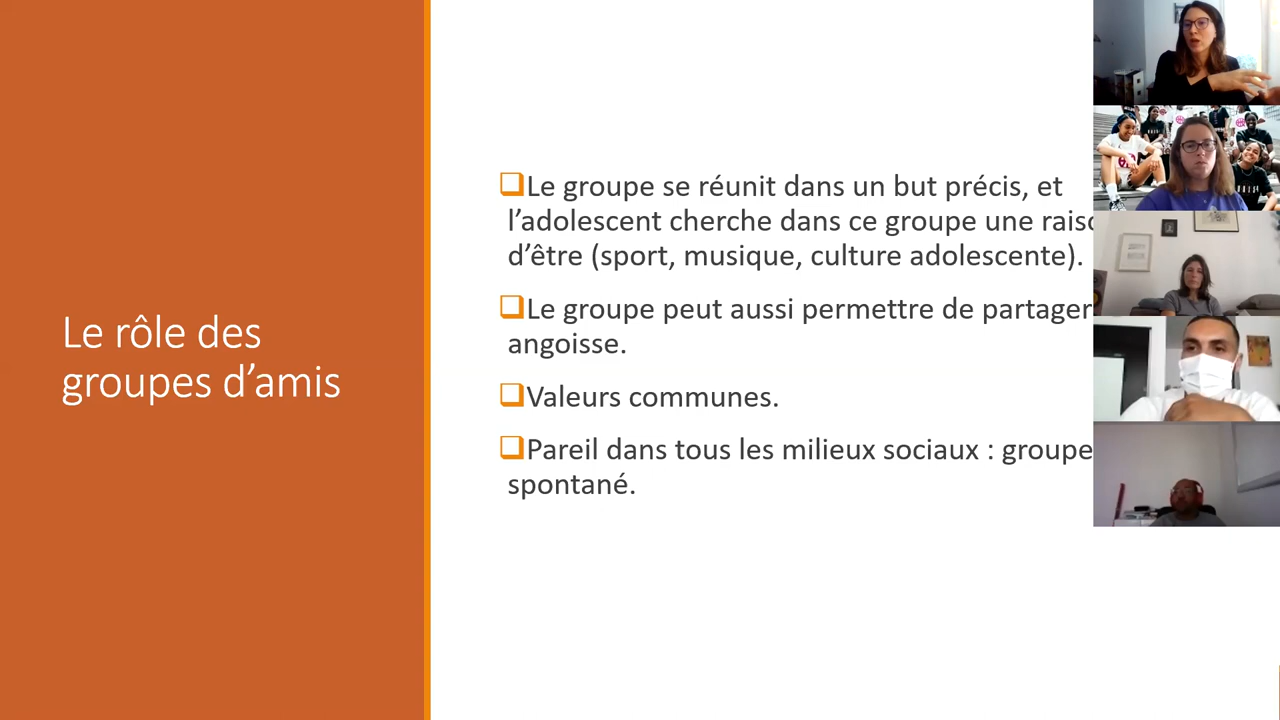 Le rôle des
groupes d’amis
Le groupe se réunit dans un but précis, et
l’adolescent cherche dans ce groupe une
d’être (sport, musique, culture adolescente).
Le groupe peut aussi permettre de partager
angoisse.
Valeurs communes.
Pareil dans tous les milieux sociaux : groupe
spontané.